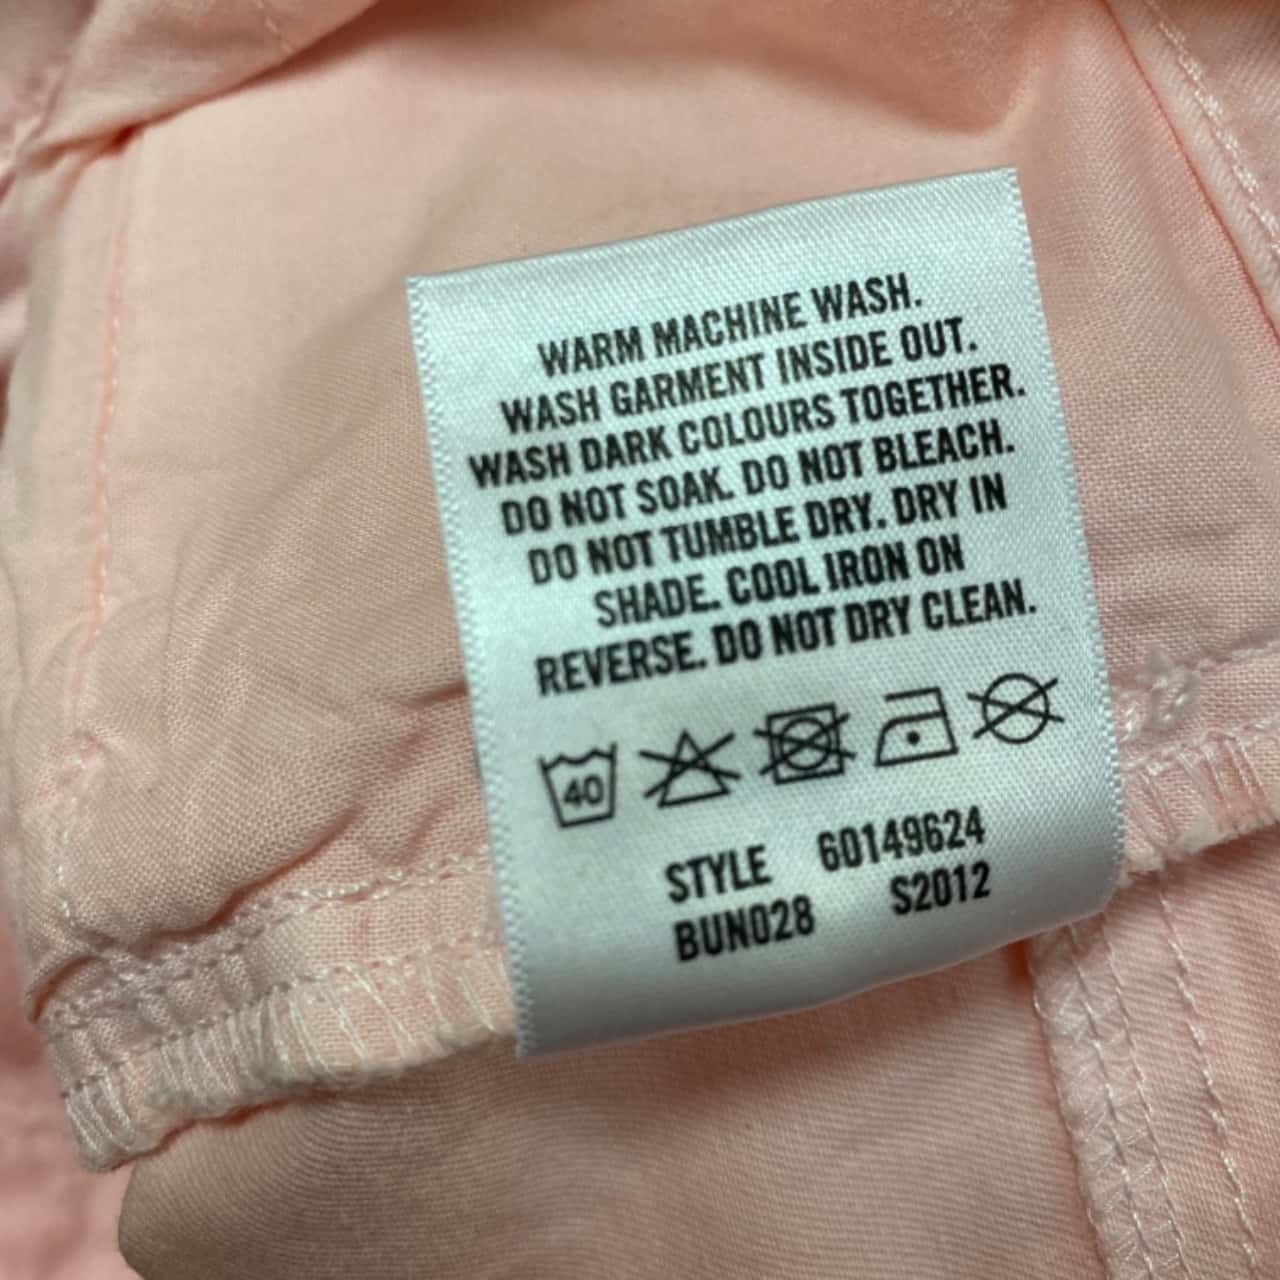 WARM MACHINE WASH.
WASH GARMENT INSIDE OUT.
WASH DARK COLOURS TOGETHER.
DO NOT SOAK. DO NOT BLEACH.
DO NOT TUMBLE DRY. DRY IN
SHADE. COOL IRON ON
REVERSE. DO NOT DRY CLEAN.
40
STYLE 60149624
BUN028 S2012